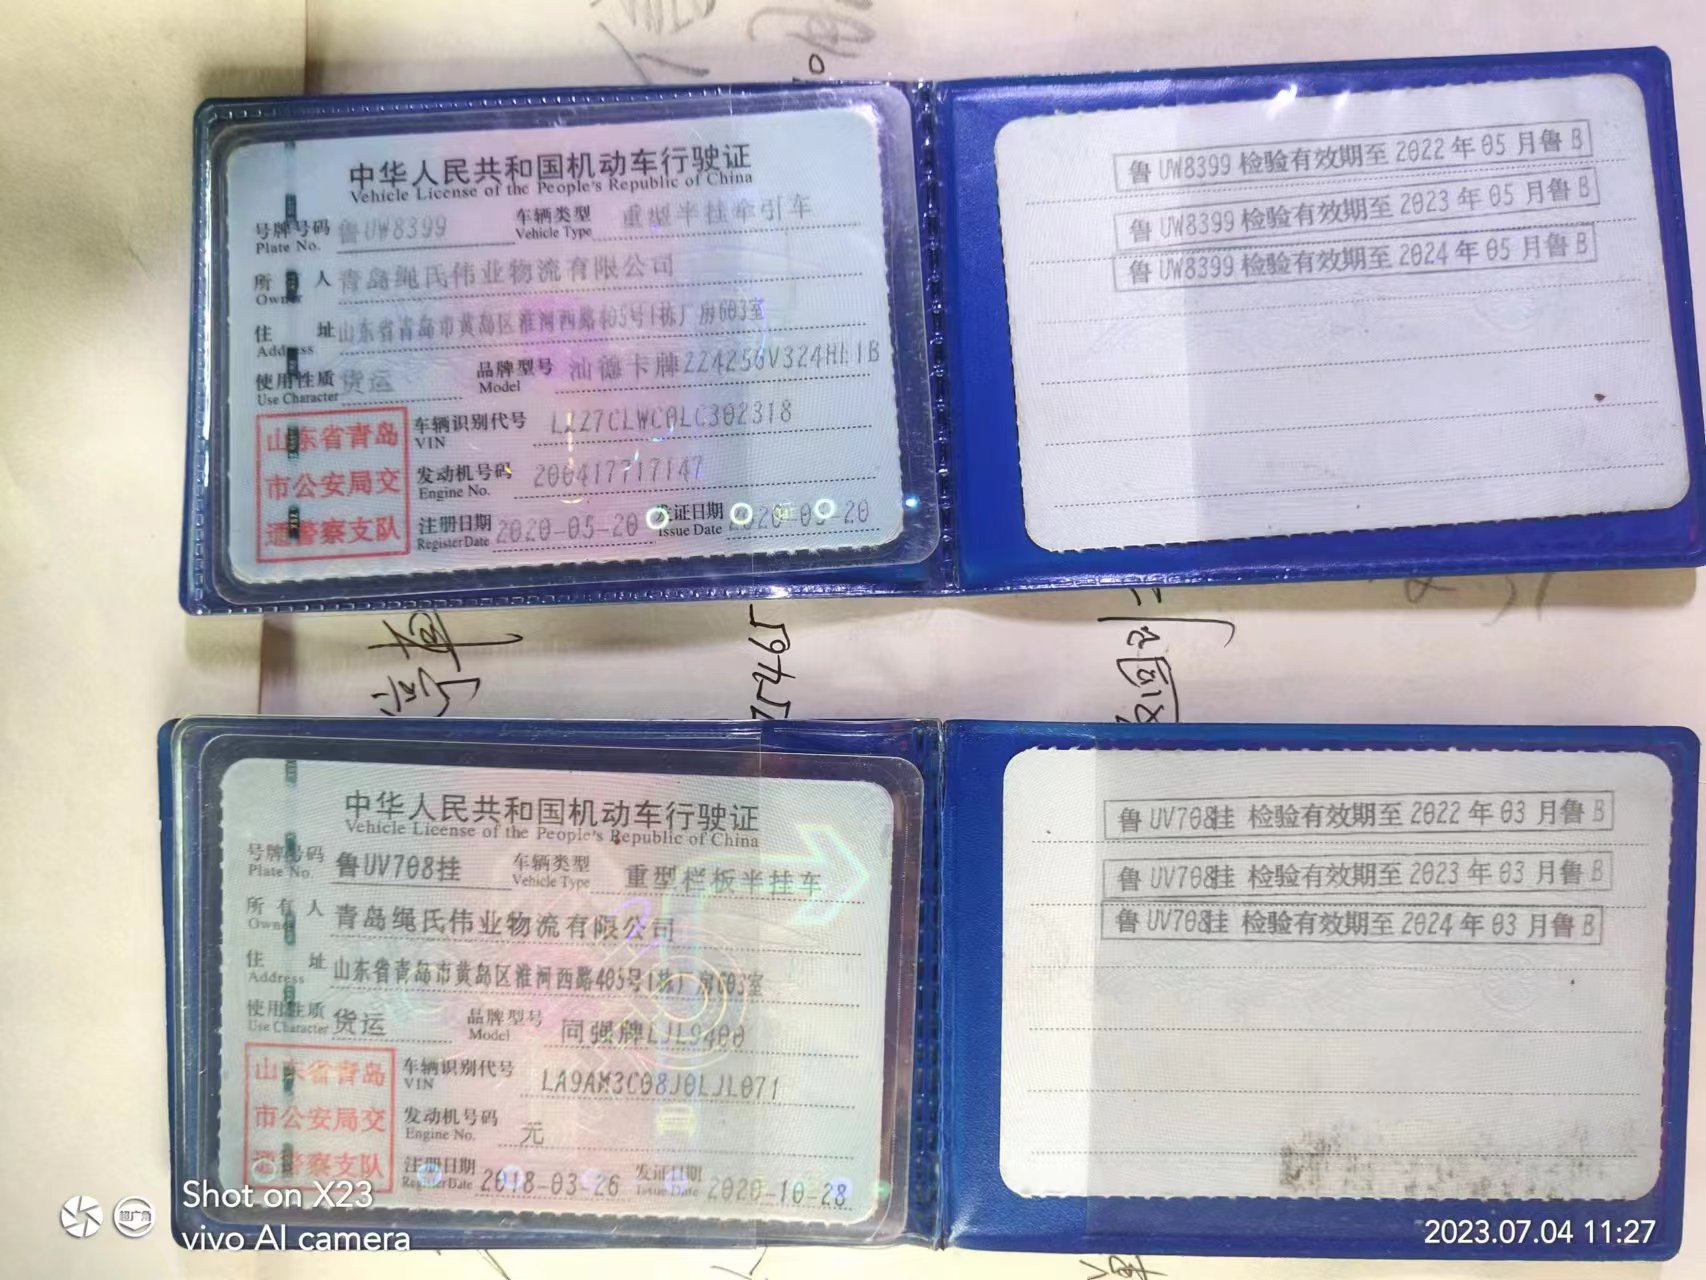 中华人民共和国机动车行驶证
Vehicle License of the People's Republic of China
号牌号码 鲁UW8399 车辆类型 重型半挂牵引车
Plate No. Vehicle Type
所有人 青岛绳氏伟业物流有限公司
Owner
住址 山东省青岛市黄岛区淮河西路405号1栋厂房603室
Address
使用性质 货运 品牌型号 汕德卡牌
Use Character Model
山东省青岛
市公安局交
通警察支队
车辆识别代号
VIN
发动机号码 200417717147
Engine No.
注册日期 2020-05-20 发证日期 2020-05-20
Register Date Issue Date
鲁UW8399检验有效期至2022年05月鲁B
鲁UW8399检验有效期至2023年05月鲁B
鲁UW8399检验有效期至2024年05月鲁B
15465
中华人民共和国机动车行驶证
Vehicle License of the People's Republic of China
号牌号码 鲁UV708挂 车辆类型 重型栏板半挂车
Plate No. Vehicle Type
所有人 青岛绳氏伟业物流有限公司
Owner
住址 山东省青岛市黄岛区淮河西路405号1栋厂房603室
Address
使用性质 货运 品牌型号 同强牌LJL9400
Use Character Model
山东省青岛
市公安局交
通警察支队
车辆识别代号 LA9AM3C08J0LJL071
VIN
发动机号码 无
Engine No.
注册日期 2018-03-26 发证日期 2020-10-28
Register Date Issue Date
鲁UV708挂 检验有效期至2022年03月鲁B
鲁UV708挂 检验有效期至2023年03月鲁B
鲁UV708挂 检验有效期至2024年03月鲁B
超广角
Shot on X23
vivo AI camera
2023.07.04 11:27